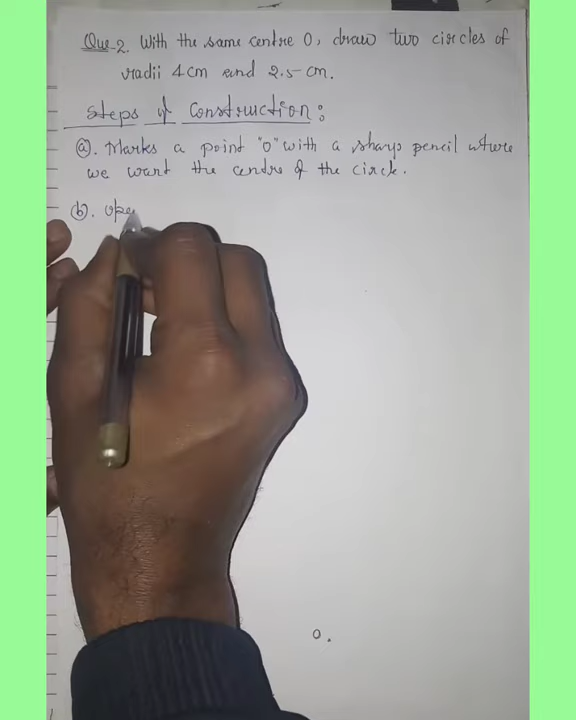 Que-2. With the same centre O, draw two circles of
radii 4cm and 2.5 cm.
Steps of Construction:
(a). Marks a point "O" with a sharp pencil where
we want the centre of the circle.
(b). Ope
O.